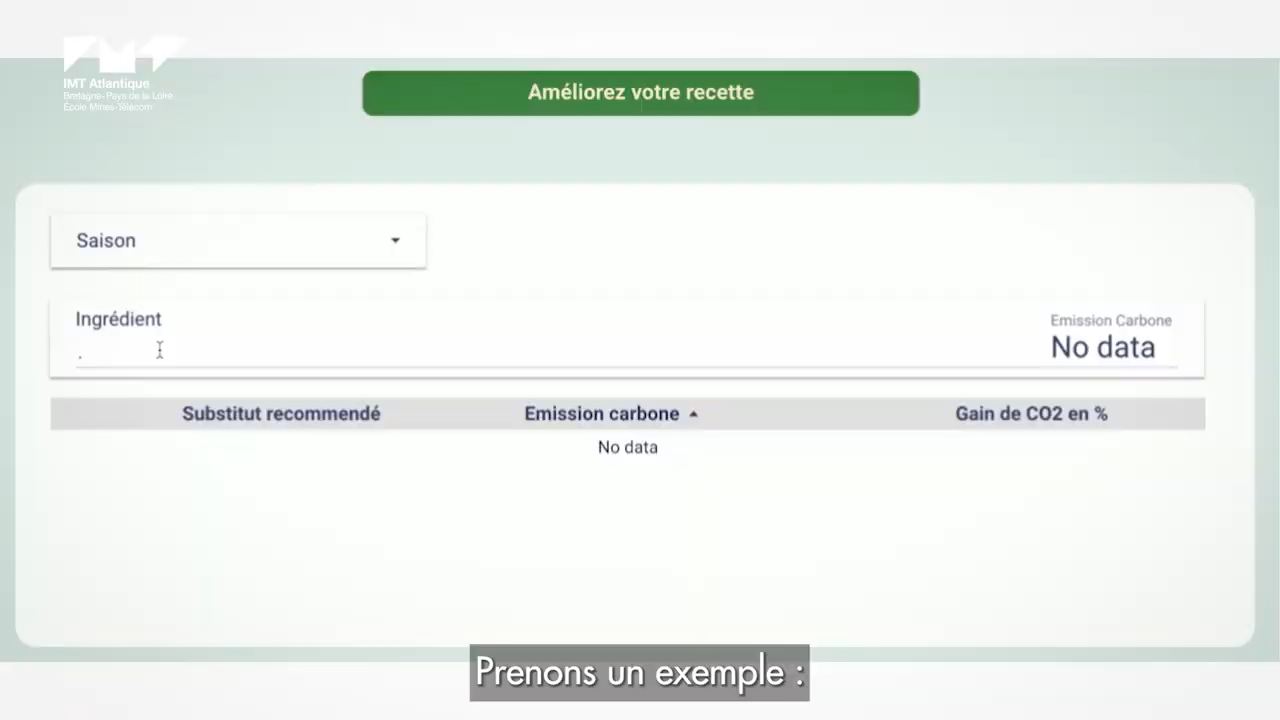 IMT Atlantique
Bretagne-Pays de la Loire
École Mines-Télécom
Améliorez votre recette
Saison
Ingrédient
.
Emission Carbone
No data
Substitut recommandé Emission carbone Gain de CO2 en %
No data
Prenons un exemple :